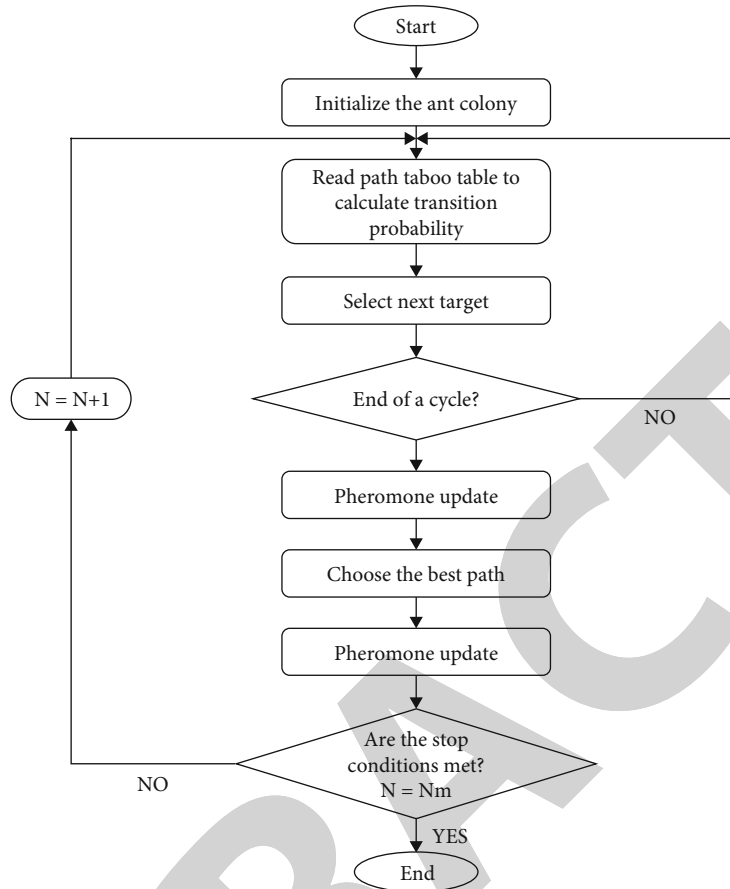 Start
Initialize the ant colony
Read path taboo table to
calculate transition
probability
Select next target
N = N+1
End of a cycle?
NO
Pheromone update
Choose the best path
Pheromone update
Are the stop
conditions met?
N = Nm
NO
YES
End